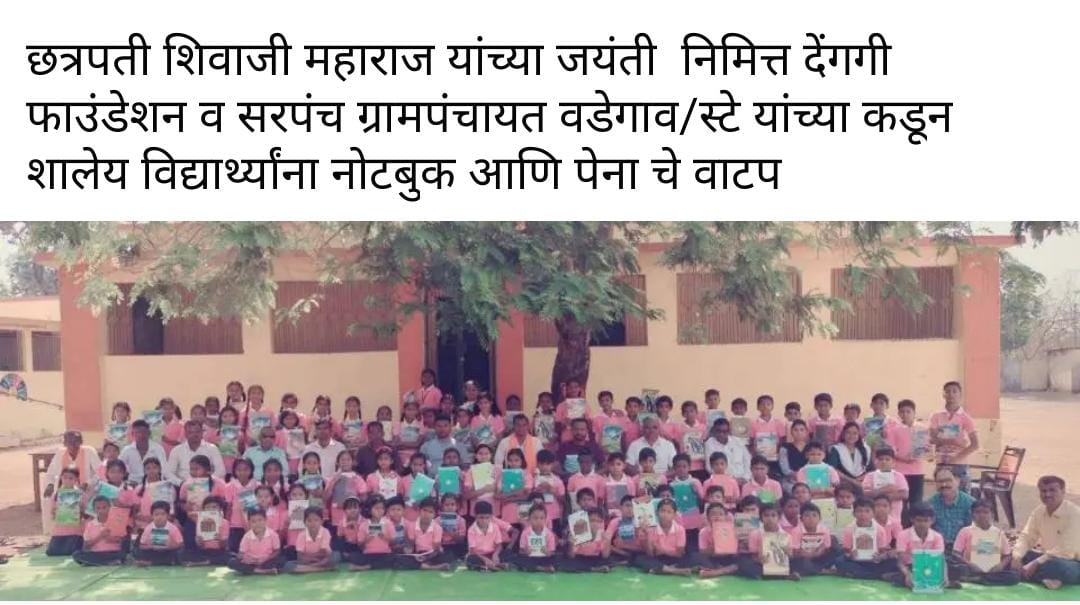 छत्रपती शिवाजी महाराज यांच्या जयंती निमित्त देंगगी
फाउंडेशन व सरपंच ग्रामपंचायत वडेगाव/स्टे यांच्या कडून
शालेय विद्यार्थ्यांना नोटबुक आणि पेना चे वाटप